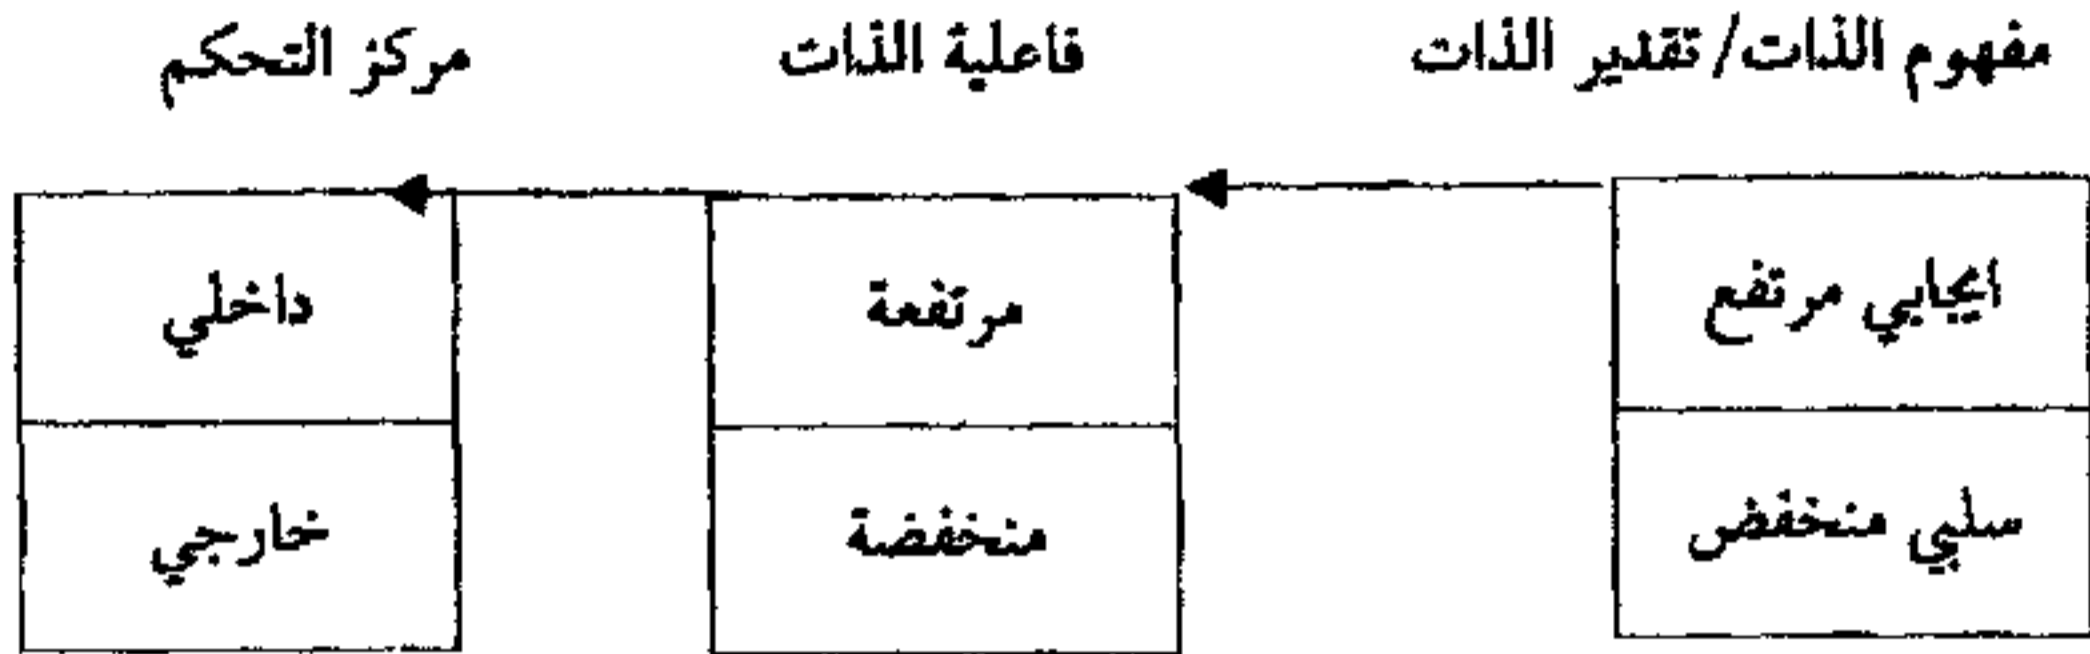 مفهوم الذات/تقدير الذات
فاعلية الذات
مركز التحكم
ايجابي مرتفع
مرتفعة
داخلي
سلبي منخفض
منخفضة
خارجي